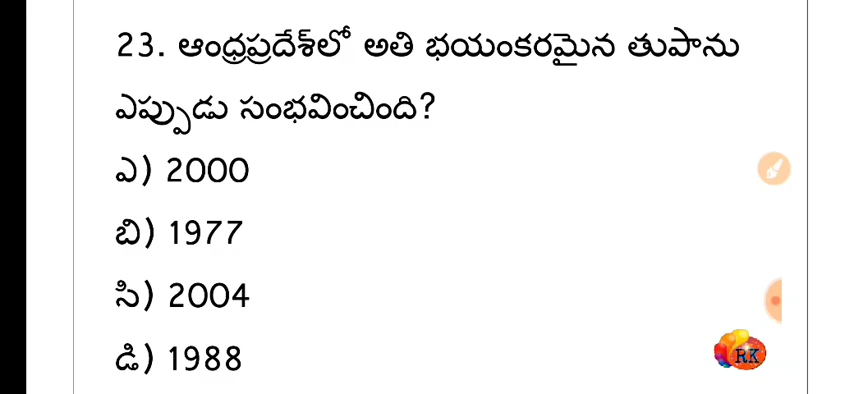 23. ఆంధ్రప్రదేశ్‌లో అతి భయంకరమైన తుపాను
ఎప్పుడు సంభవించింది?
ఎ) 2000
బి) 1977
సి) 2004
డి) 1988
RK